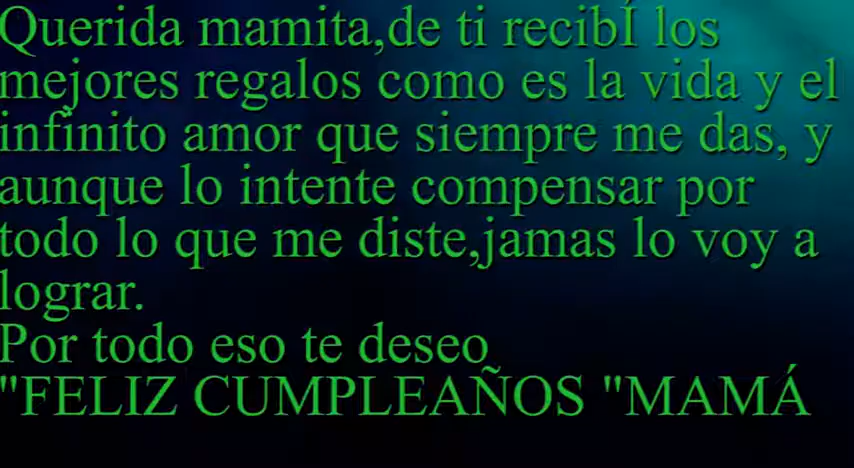 Querida mamita,de ti recibÍ los
mejores regalos como es la vida y el
infinito amor que siempre me das, y
aunque lo intente compensar por
todo lo que me diste,jamas lo voy a
lograr.
Por todo eso te deseo
"FELIZ CUMPLEAÑOS "MAMÁ